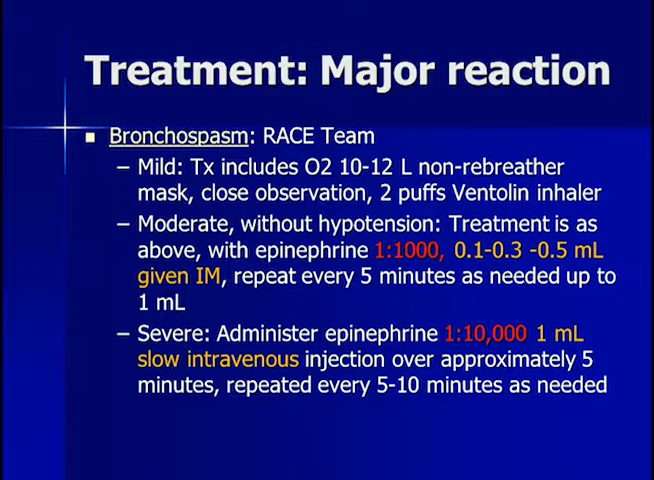 Treatment: Major reaction
Bronchospasm: RACE Team
– Mild: Tx includes O2 10-12 L non-rebreather
mask, close observation, 2 puffs Ventolin inhaler
– Moderate, without hypotension: Treatment is as
above, with epinephrine 1:1000, 0.1-0.3 -0.5 mL
given IM, repeat every 5 minutes as needed up to
1 mL
– Severe: Administer epinephrine 1:10,000 1 mL
slow intravenous injection over approximately 5
minutes, repeated every 5-10 minutes as needed